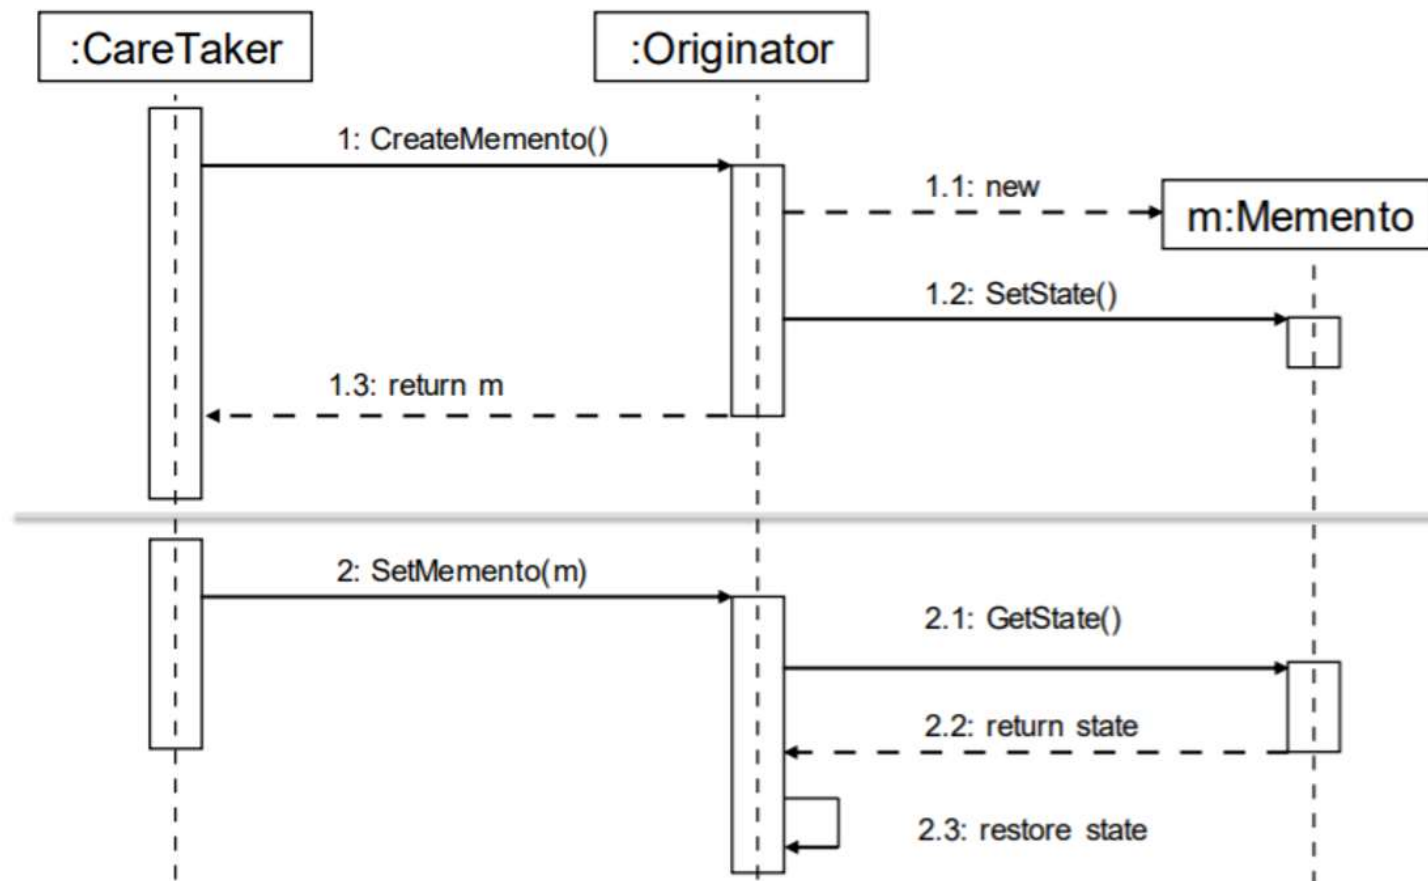 :CareTaker
:Originator
1: CreateMemento()
1.1: new
m:Memento
1.2: SetState()
1.3: return m
2: SetMemento(m)
2.1: GetState()
2.2: return state
2.3: restore state